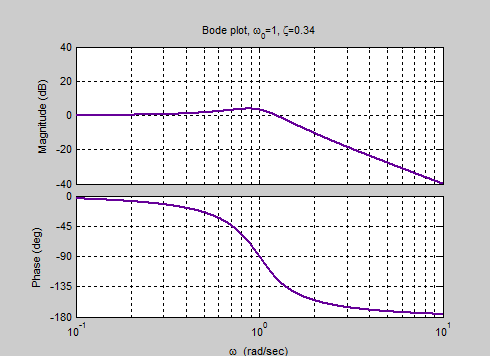 Bode plot, ω₀=1, ζ=0.34
Magnitude (dB)
40
20
0
-20
-40
Phase (deg)
0
-45
-90
-135
-180
10⁻¹ 10⁰ 10¹
ω (rad/sec)